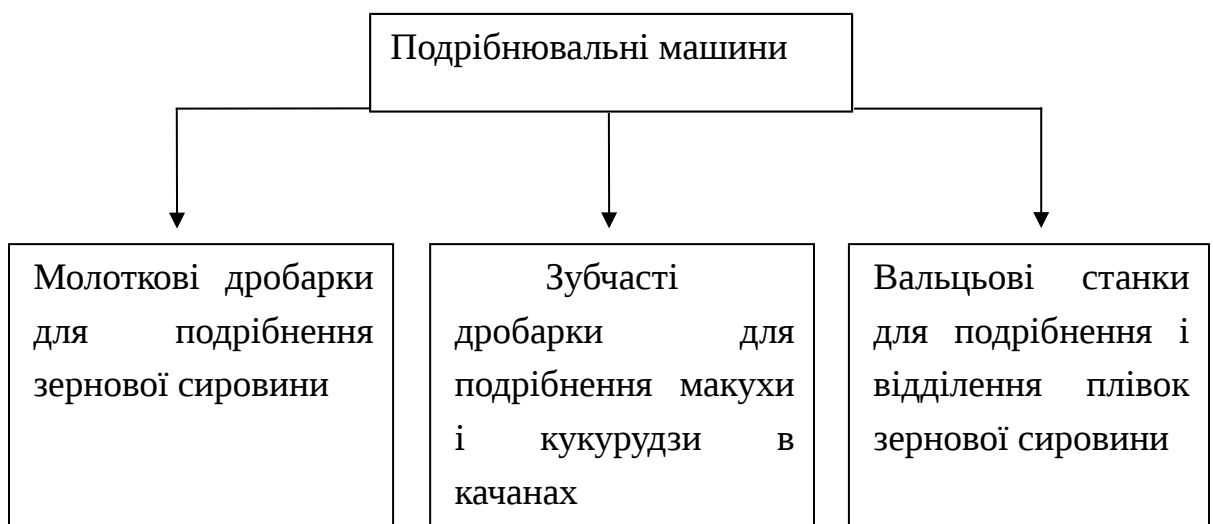 Подрібнювальні машини
Молоткові дробарки
для подрібнення
зернової сировини
Зубчасті
дробарки для
подрібнення макухи
і кукурудзи в
качанах
Вальцьові станки
для подрібнення і
відділення плівок
зернової сировини